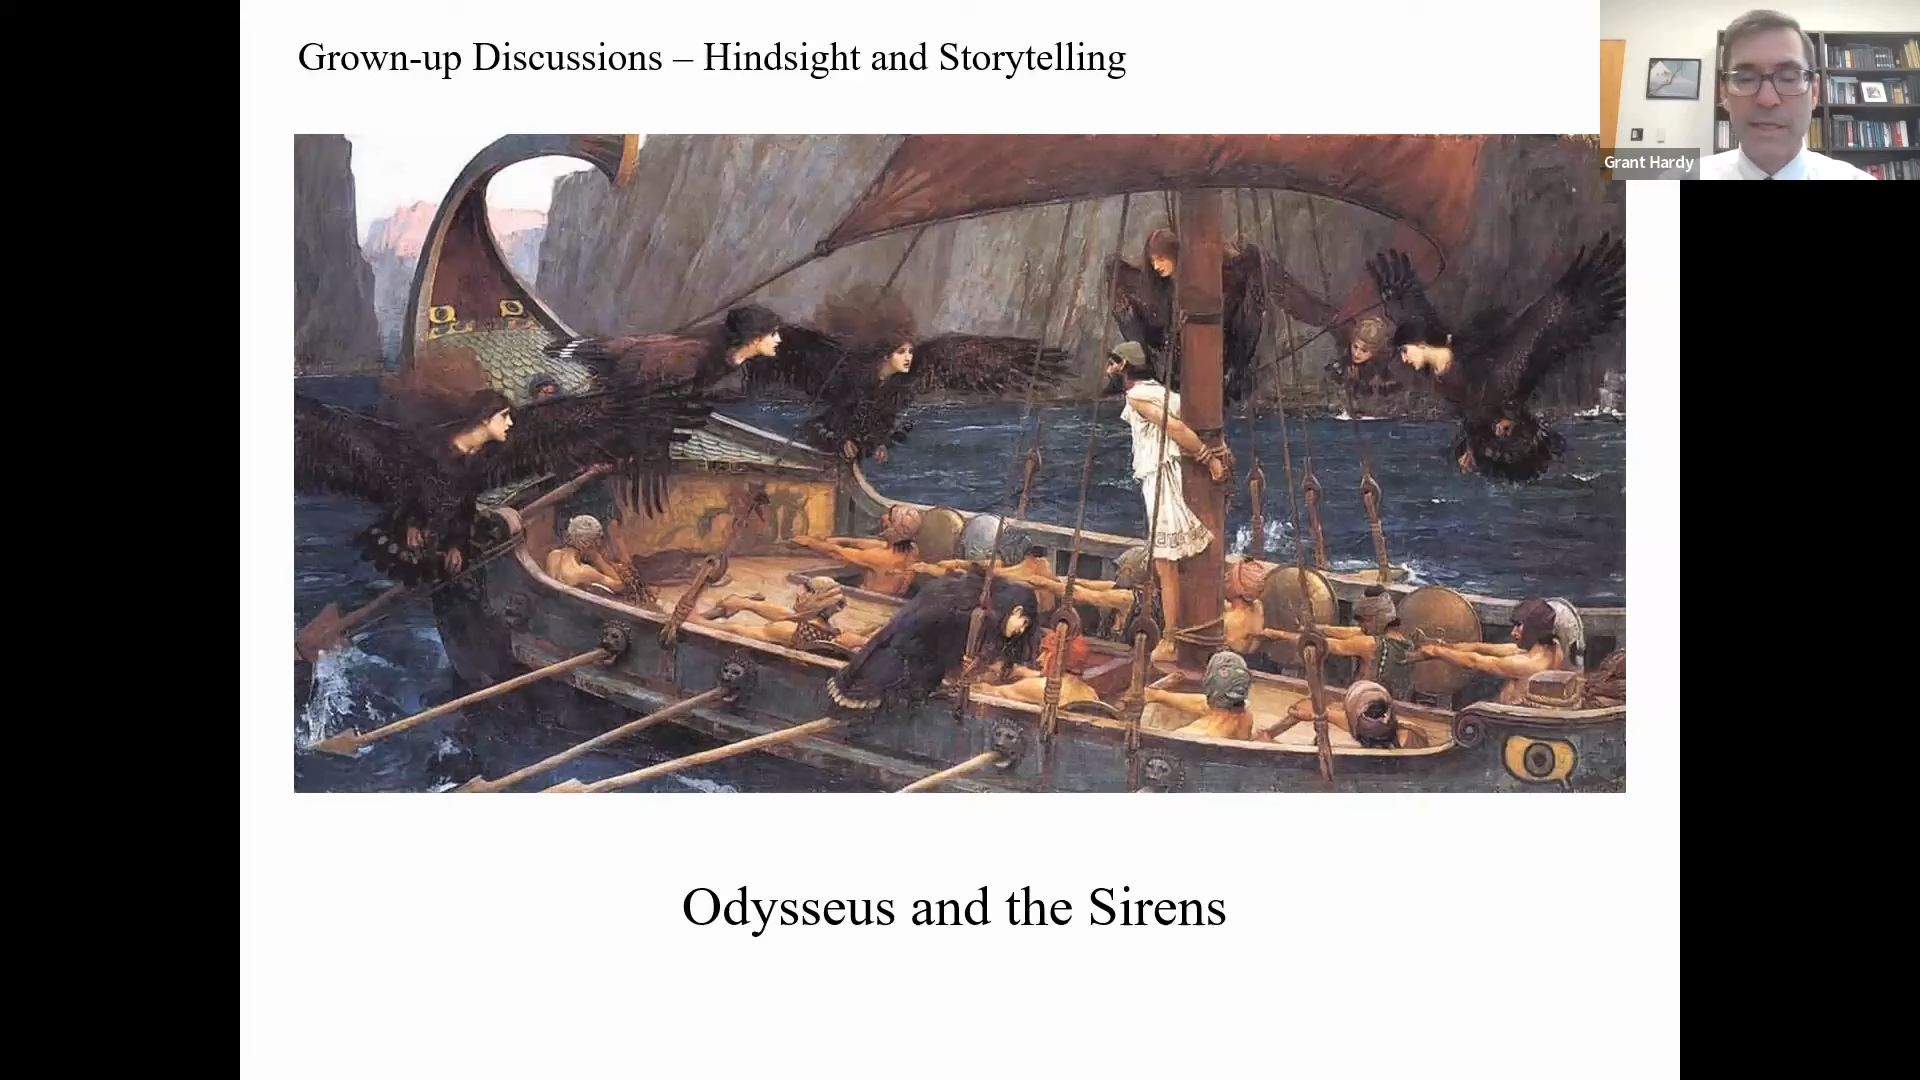 Grown-up Discussions – Hindsight and Storytelling
Grant Hardy
Odysseus and the Sirens